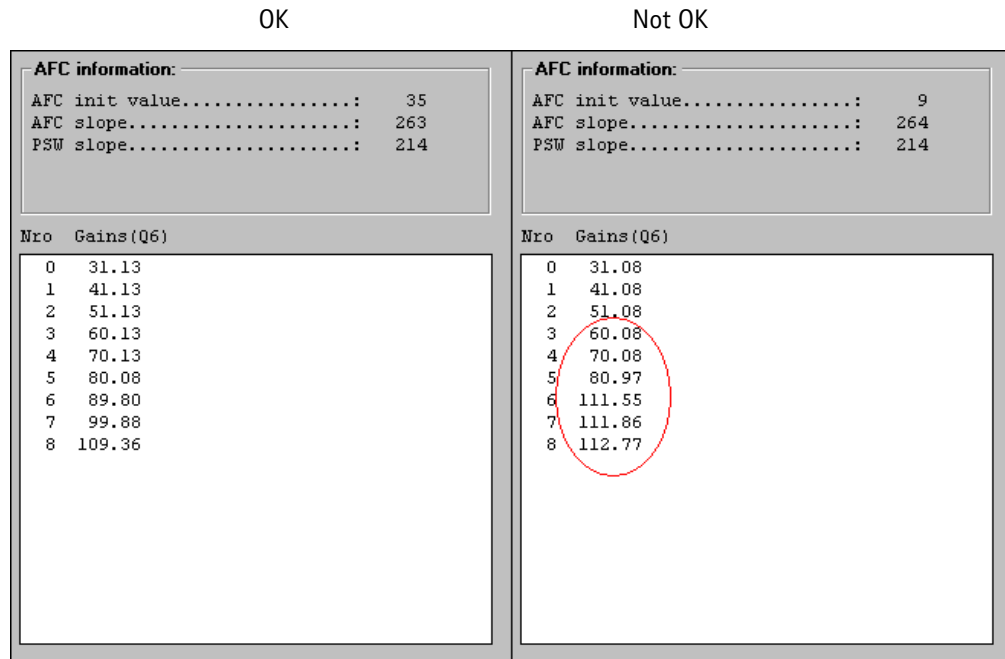 OK
AFC information:
AFC init value................: 35
AFC slope.....................: 263
PSW slope.....................: 214
Nro Gains(Q6)
0 31.13
1 41.13
2 51.13
3 60.13
4 70.13
5 80.08
6 89.80
7 99.88
8 109.36
Not OK
AFC information:
AFC init value................: 9
AFC slope.....................: 264
PSW slope.....................: 214
Nro Gains(Q6)
0 31.08
1 41.08
2 51.08
3 60.08
4 70.08
5 80.97
6 111.55
7 111.86
8 112.77